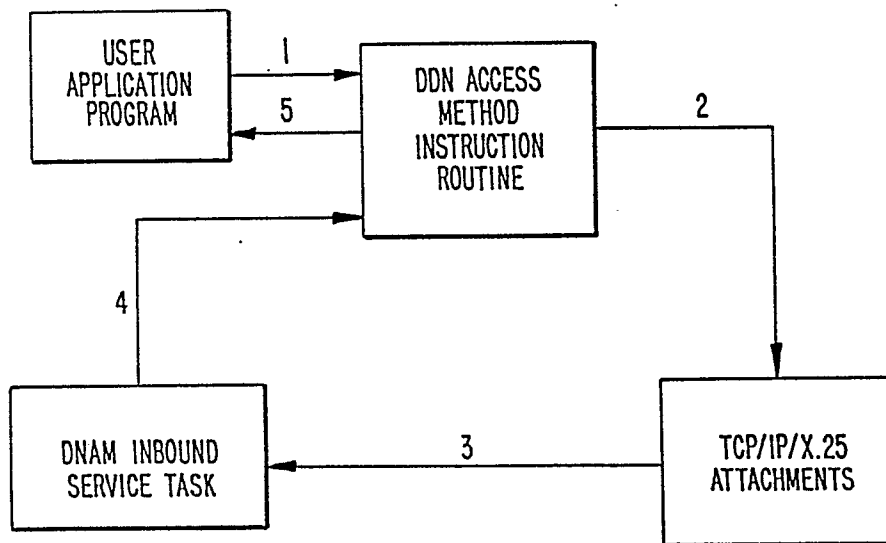 USER
APPLICATION
PROGRAM
1
5
DDN ACCESS
METHOD
INSTRUCTION
ROUTINE
2
4
DNAM INBOUND
SERVICE TASK
3
TCP/IP/X.25
ATTACHMENTS